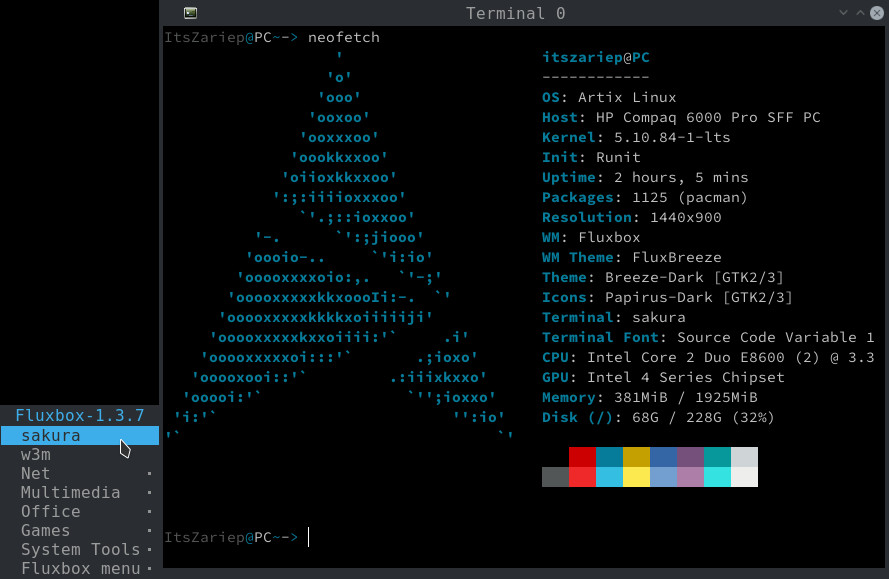 Terminal 0
ItsZariep@PC~-> neofetch
'
'o'
'ooo'
'ooxoo'
'ooxxxoo'
'oookkxxoo'
'oiioxkkxxoo'
':;:iiiioxxxoo'
`'.;::ioxxoo'
'-. `':;jiooo'
'oooio-.. `'i:io'
'ooooxxxxoio:,. `'-;'
'ooooxxxxxkkxoooIi:-. `'
'ooooxxxxxkkkkxoiiiiiji'
'ooooxxxxxkxxoiiii:'` .i'
'ooooxxxxxoi:::'` .;ioxo'
'ooooxooi::'` .:iiixkxxo'
'ooooi:'` `'';ioxxo'
'i:'` '':io'
'` `'
itszariep@PC
------------
OS: Artix Linux
Host: HP Compaq 6000 Pro SFF PC
Kernel: 5.10.84-1-lts
Init: Runit
Uptime: 2 hours, 5 mins
Packages: 1125 (pacman)
Resolution: 1440x900
WM: Fluxbox
WM Theme: FluxBreeze
Theme: Breeze-Dark [GTK2/3]
Icons: Papirus-Dark [GTK2/3]
Terminal: sakura
Terminal Font: Source Code Variable 1
CPU: Intel Core 2 Duo E8600 (2) @ 3.3
GPU: Intel 4 Series Chipset
Memory: 381MiB / 1925MiB
Disk (/): 68G / 228G (32%)
ItsZariep@PC~->
Fluxbox-1.3.7
sakura
w3m
Net
Multimedia
Office
Games
System Tools
Fluxbox menu